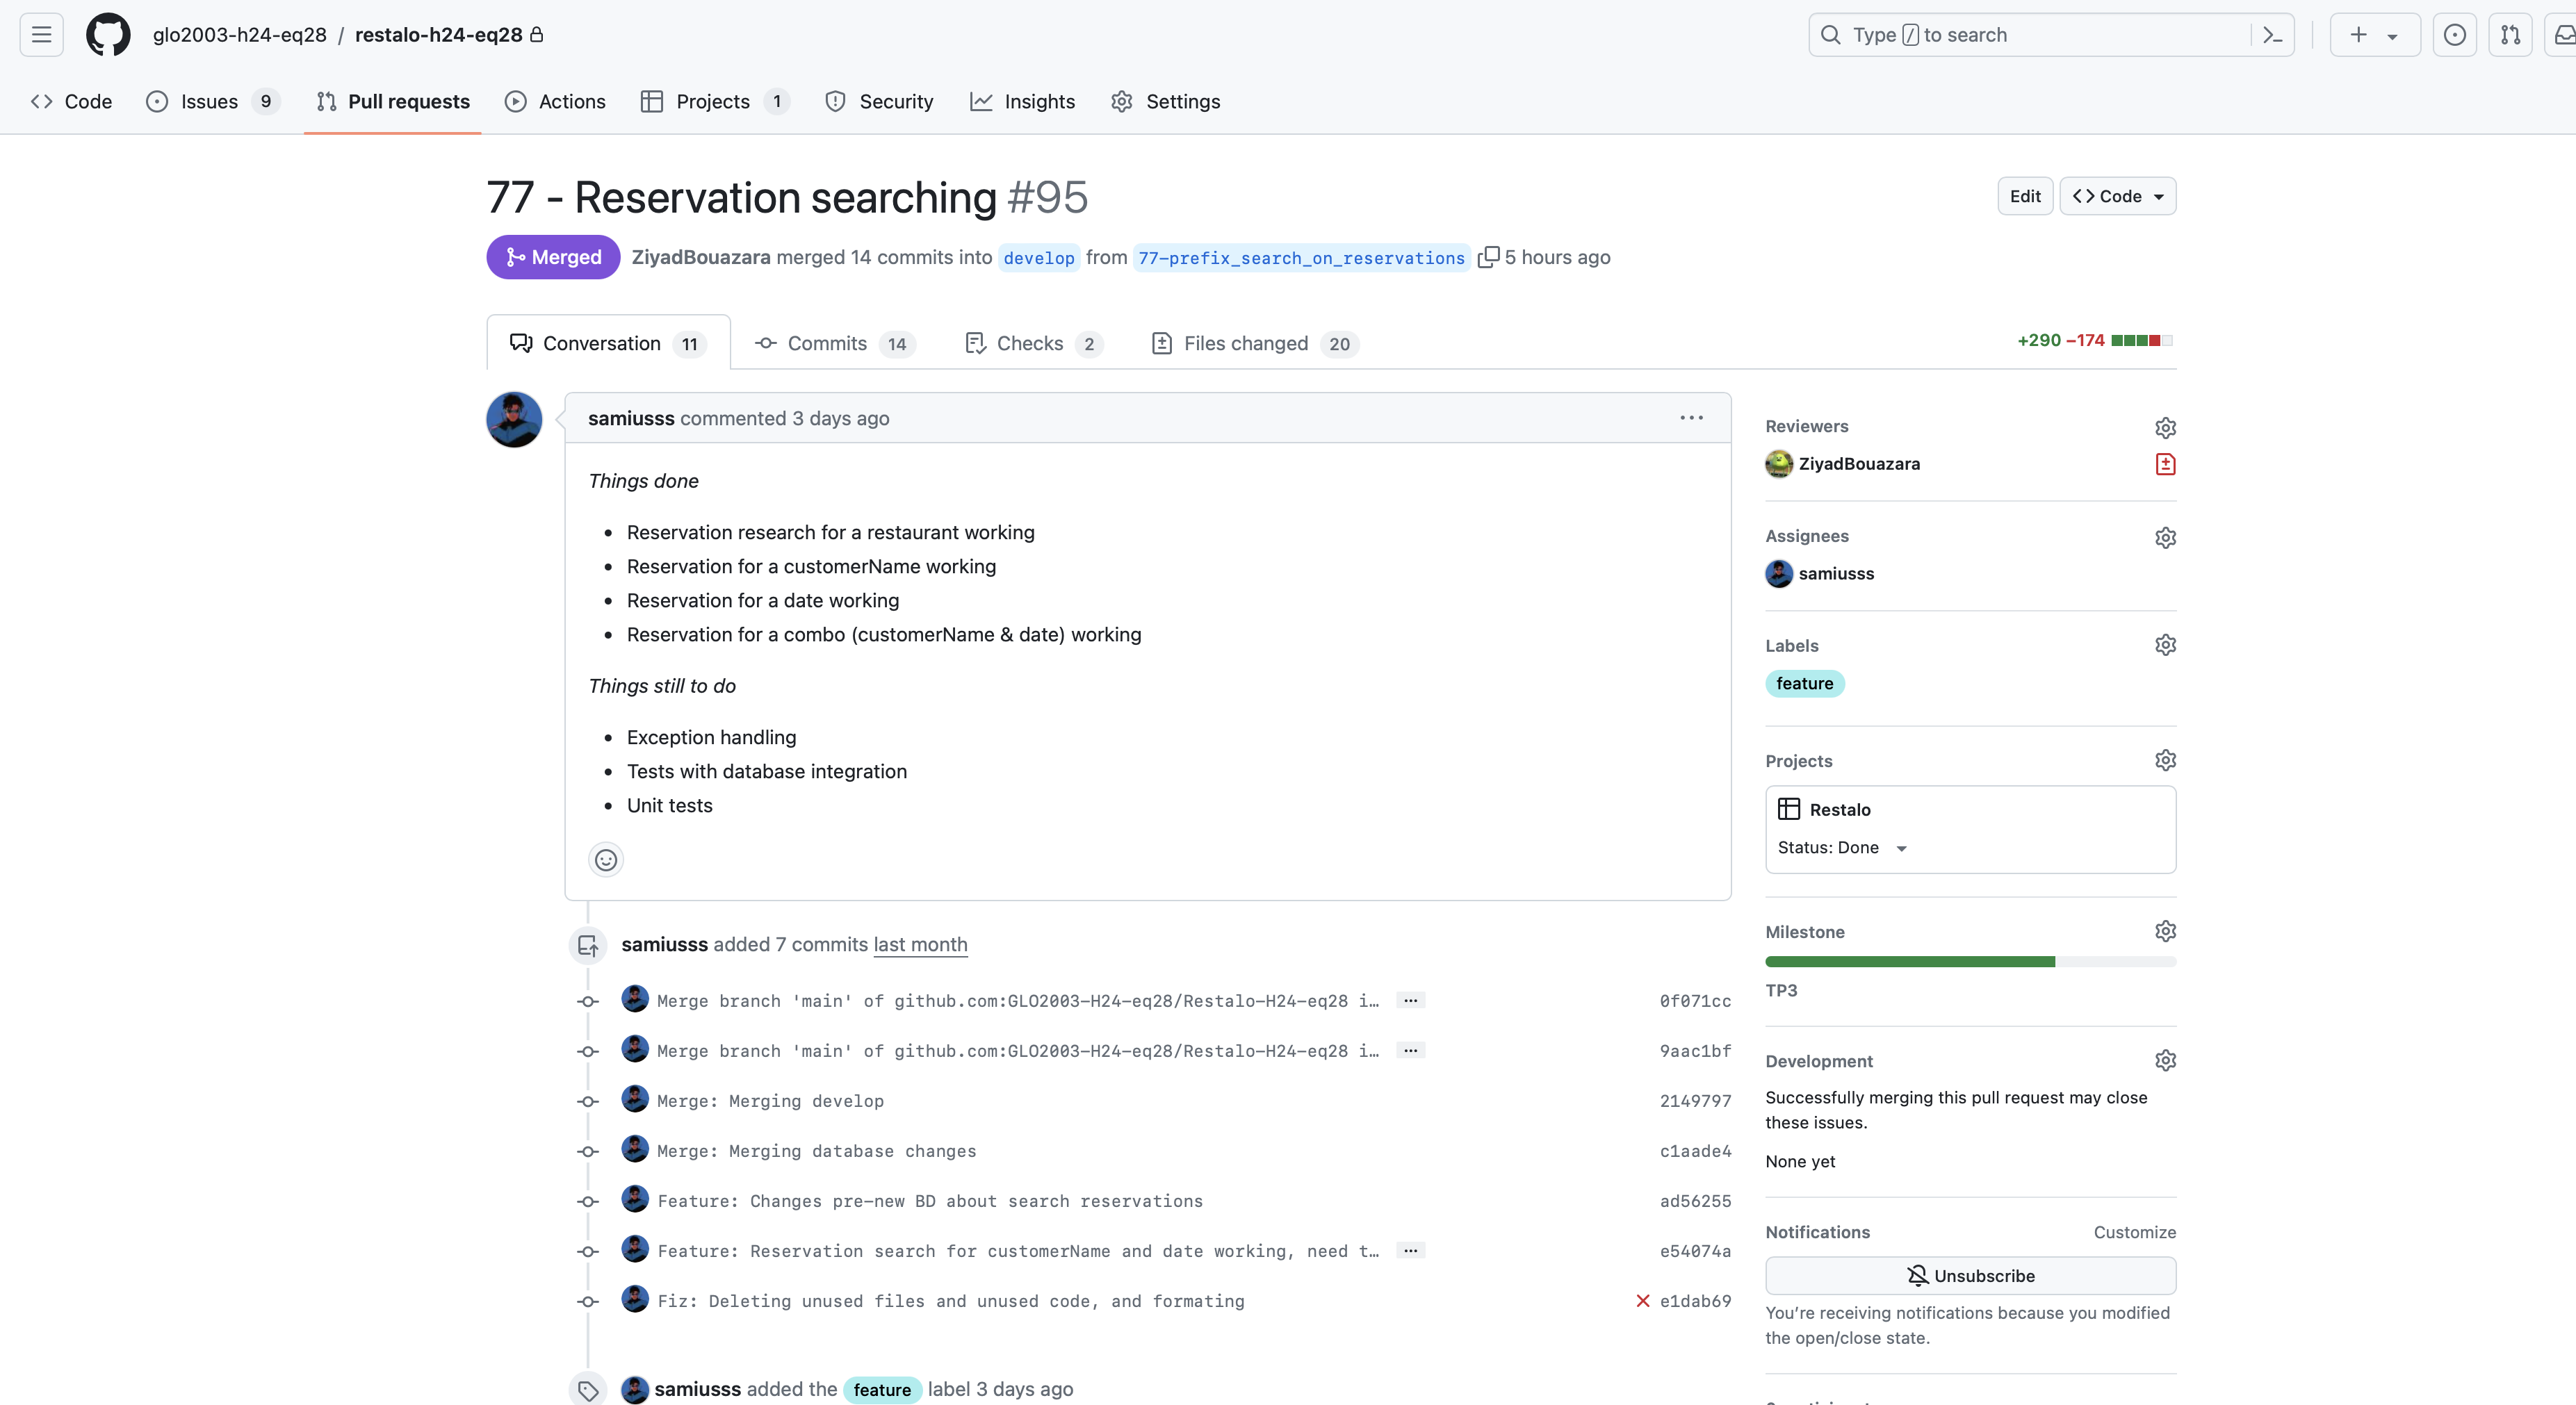 glo2003-h24-eq28 / restalo-h24-eq28
Type / to search
Code
Issues 9
Pull requests
Actions
Projects 1
Security
Insights
Settings
77 - Reservation searching #95
Edit
Code
Merged
ZiyadBouazara merged 14 commits into develop from 77-prefix_search_on_reservations 5 hours ago
Conversation 11
Commits 14
Checks 2
Files changed 20
+290 −174
samiusss commented 3 days ago
Things done
Reservation research for a restaurant working
Reservation for a customerName working
Reservation for a date working
Reservation for a combo (customerName & date) working
Things still to do
Exception handling
Tests with database integration
Unit tests
samiusss added 7 commits last month
Merge branch 'main' of github.com:GLO2003-H24-eq28/Restalo-H24-eq28 i… ... 0f071cc
Merge branch 'main' of github.com:GLO2003-H24-eq28/Restalo-H24-eq28 i… ... 9aac1bf
Merge: Merging develop 2149797
Merge: Merging database changes c1aade4
Feature: Changes pre-new BD about search reservations ad56255
Feature: Reservation search for customerName and date working, need t… ... e54074a
Fiz: Deleting unused files and unused code, and formating e1dab69
samiusss added the feature label 3 days ago
Reviewers
ZiyadBouazara
Assignees
samiusss
Labels
feature
Projects
Restalo
Status: Done
Milestone
TP3
Development
Successfully merging this pull request may close
these issues.
None yet
Notifications
Customize
Unsubscribe
You’re receiving notifications because you modified
the open/close state.